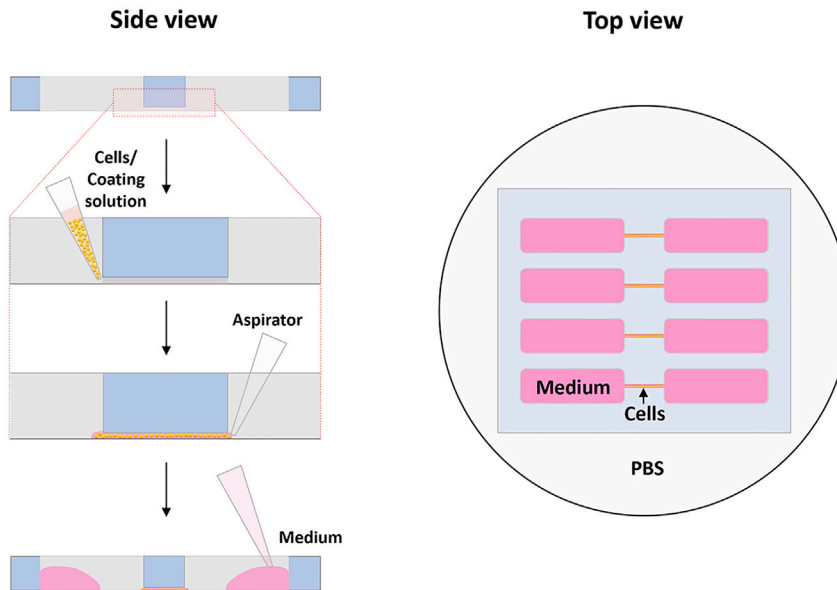 Side view
Top view
Cells/
Coating
solution
Aspirator
Medium
Medium
Cells
PBS